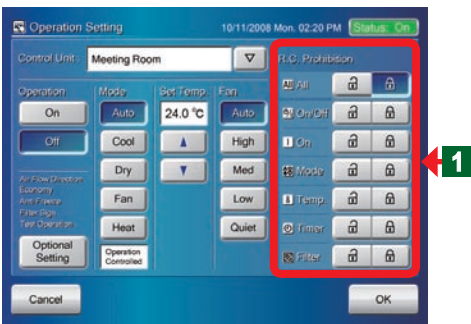 Operation Setting
10/11/2008 Mon. 02:20 PM
Status: On
Control Unit:
Meeting Room
Operation
On
Off
Air Flow Direction
Economy
Anti Freeze
Filter Sign
Test Operation
Optional
Setting
Mode
Auto
Cool
Dry
Fan
Heat
Operation
Controlled
Set Temp.
24.0 °C
Fan
Auto
High
Med
Low
Quiet
R.C. Prohibition
All
On/Off
On
Mode
Temp.
Timer
Filter
1
Cancel
OK